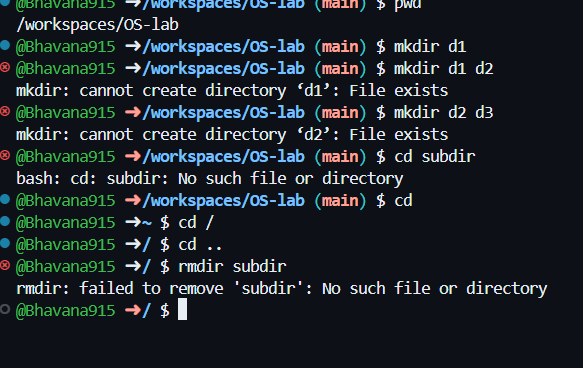 @Bhavana915 ➜/workspaces/OS-lab (main) $ pwd
/workspaces/OS-lab
@Bhavana915 ➜/workspaces/OS-lab (main) $ mkdir d1
@Bhavana915 ➜/workspaces/OS-lab (main) $ mkdir d1 d2
mkdir: cannot create directory ‘d1’: File exists
@Bhavana915 ➜/workspaces/OS-lab (main) $ mkdir d2 d3
mkdir: cannot create directory ‘d2’: File exists
@Bhavana915 ➜/workspaces/OS-lab (main) $ cd subdir
bash: cd: subdir: No such file or directory
@Bhavana915 ➜/workspaces/OS-lab (main) $ cd
@Bhavana915 ➜~ $ cd /
@Bhavana915 ➜/ $ cd ..
@Bhavana915 ➜/ $ rmdir subdir
rmdir: failed to remove 'subdir': No such file or directory
@Bhavana915 ➜/ $